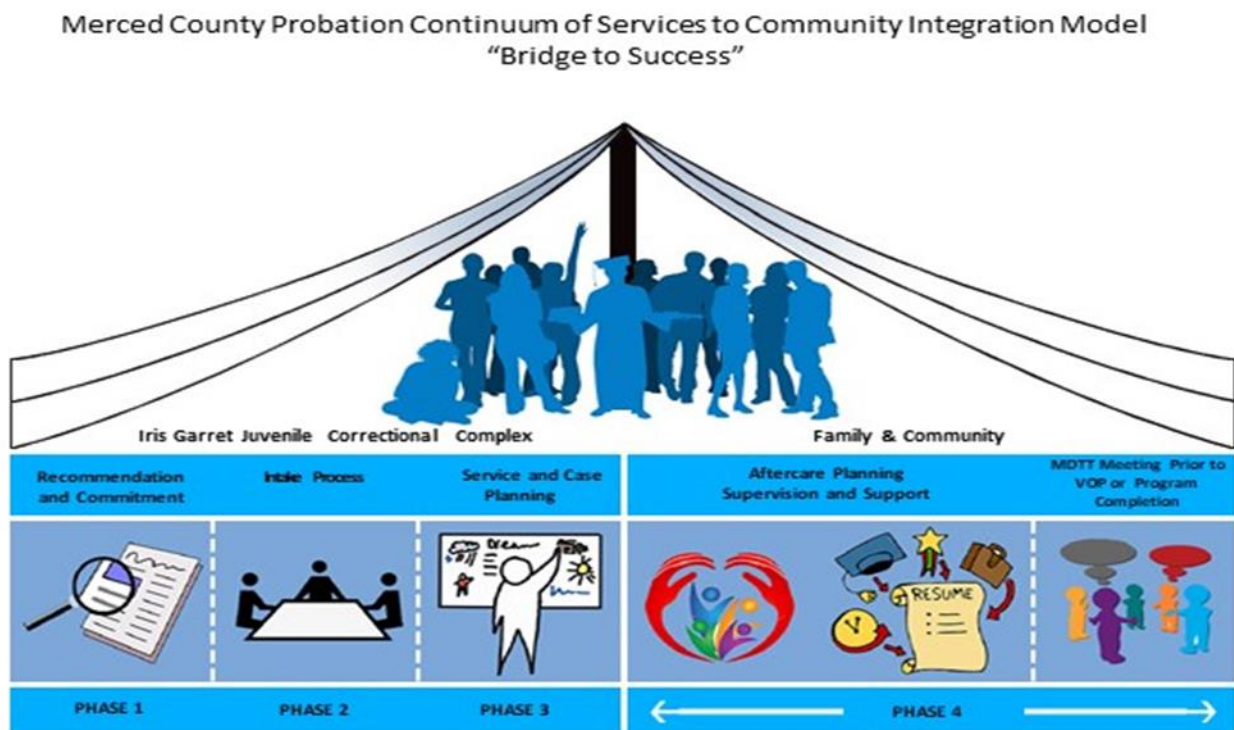 Merced County Probation Continuum of Services to Community Integration Model
“Bridge to Success”
Iris Garret Juvenile Correctional Complex
Family & Community
Recommendation
and Commitment
Intake Process
Service and Case
Planning
Aftercare Planning
Supervision and Support
MDTT Meeting Prior to
VOP or Program
Completion
Dream
RESUME
PHASE 1
PHASE 2
PHASE 3
PHASE 4